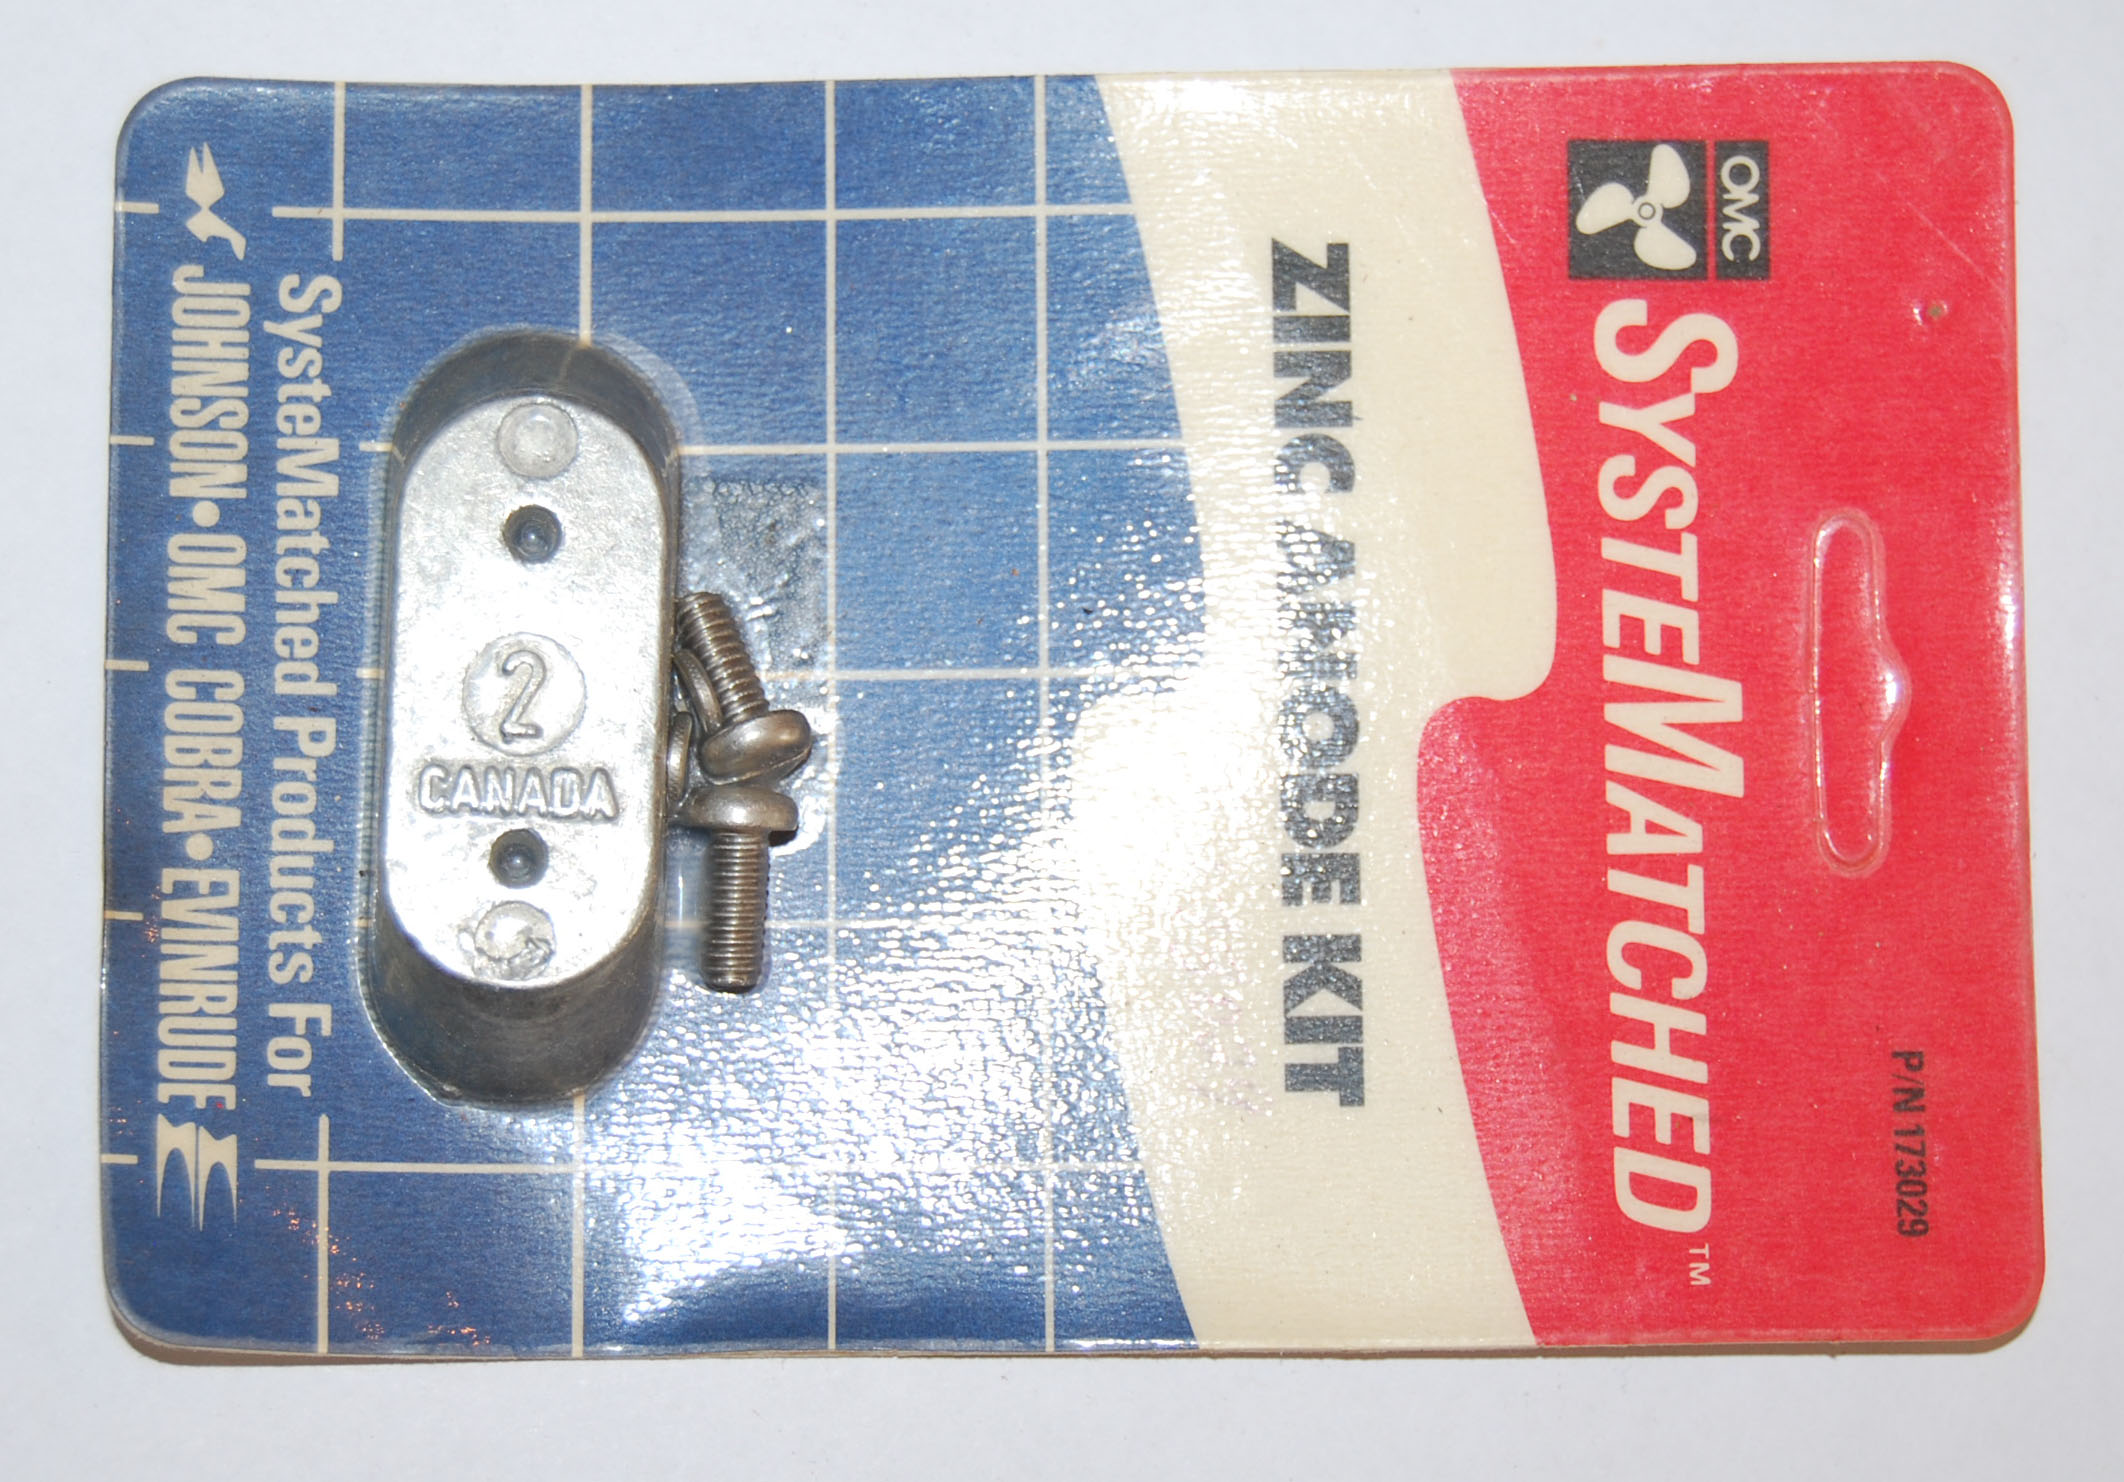 P/N 173029
OMC
SYSTEMATCHED™
ZINC ANODE KIT
2
CANADA
SysteMatched Products For
JOHNSON•OMC COBRA•EVINRUDE